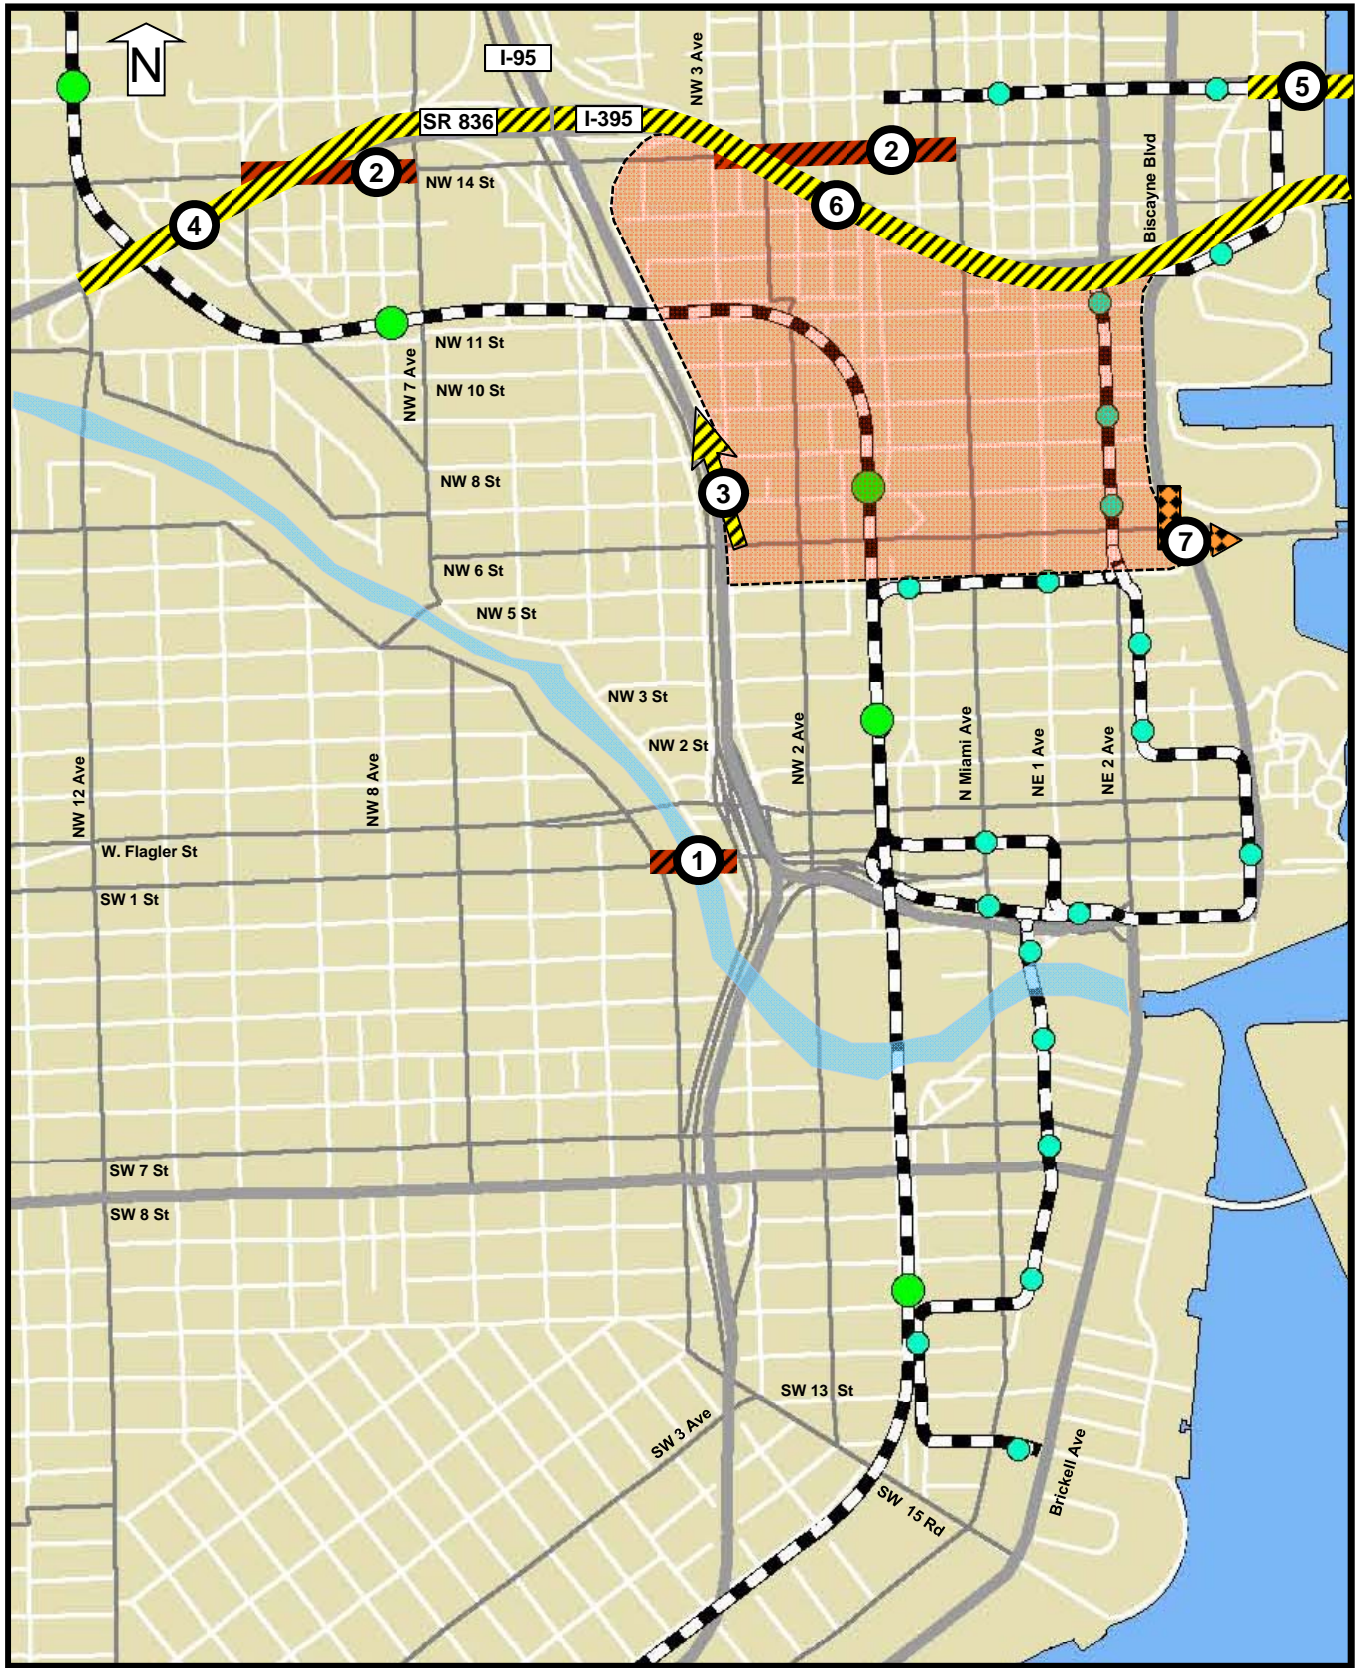 I-95
N
NW 3 Ave
5
SR 836
I-395
2
2
NW 14 St
Biscayne Blvd
6
4
NW 11 St
NW 7 Ave
NW 10 St
NW 8 St
3
7
NW 6 St
NW 5 St
NW 3 St
NW 2 St
NW 2 Ave
N Miami Ave
NE 1 Ave
NE 2 Ave
NW 12 Ave
NW 8 Ave
W. Flagler St
1
SW 1 St
SW 7 St
SW 8 St
SW 13 St
SW 3 Ave
Brickell Ave
SW 15 Rd